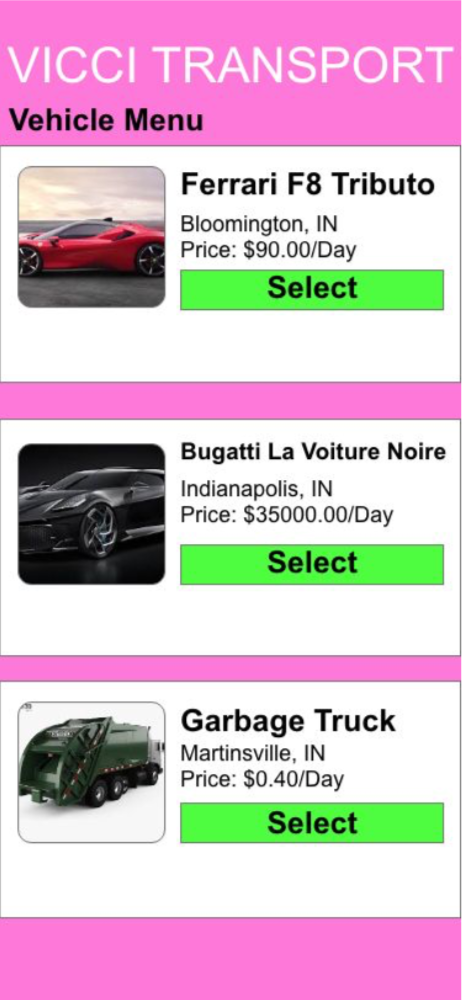 VICCI TRANSPORT
Vehicle Menu
Ferrari F8 Tributo
Bloomington, IN
Price: $90.00/Day
Select
Bugatti La Voiture Noire
Indianapolis, IN
Price: $35000.00/Day
Select
Garbage Truck
Martinsville, IN
Price: $0.40/Day
Select